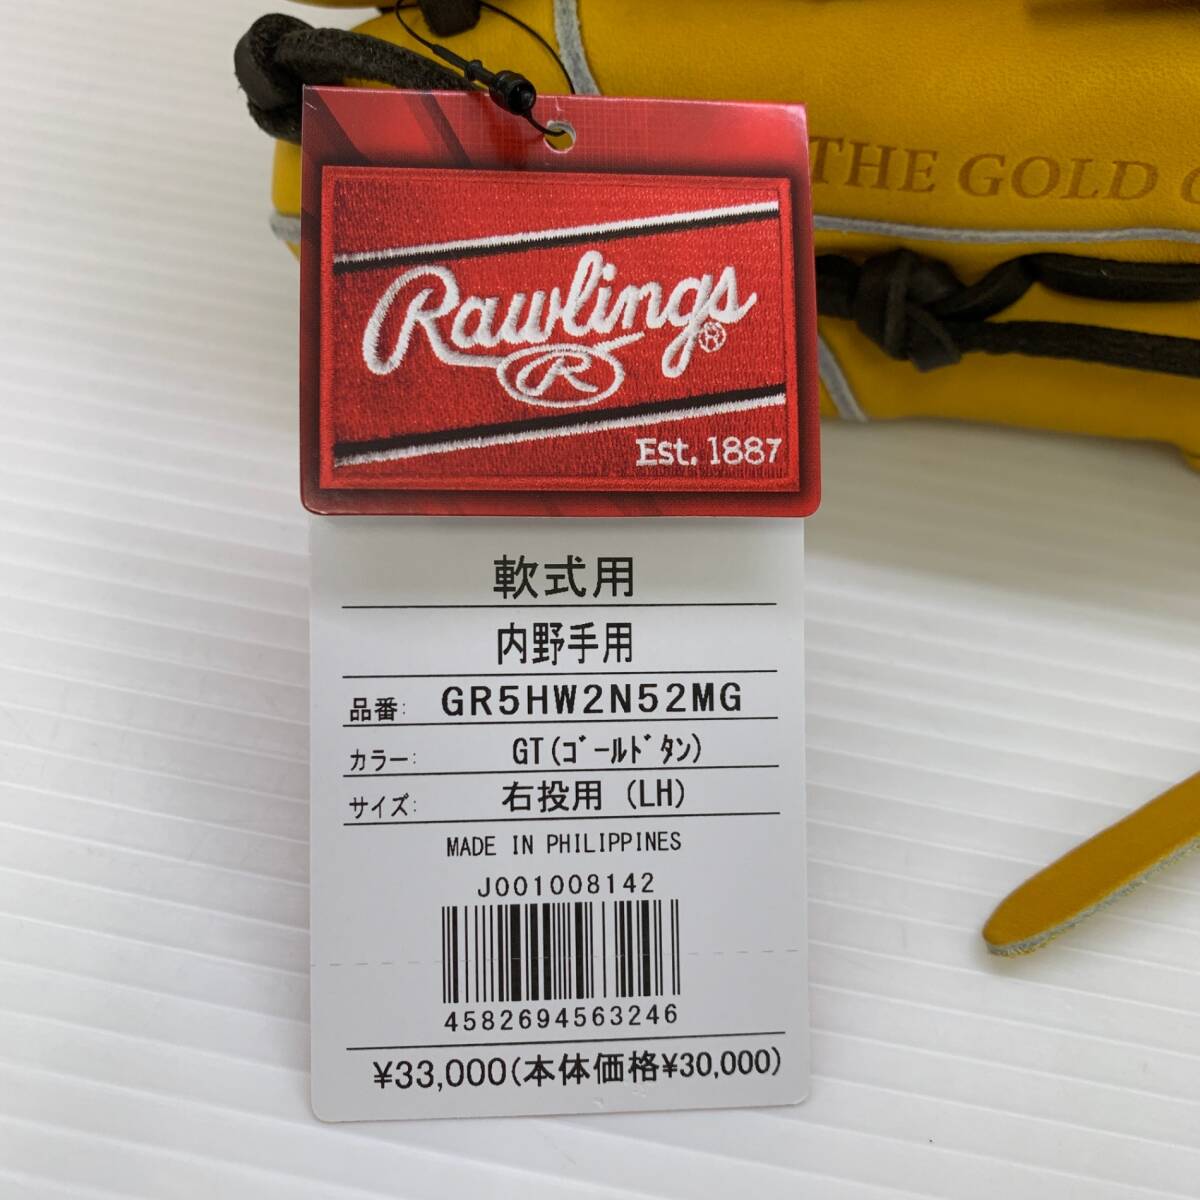 THE GOLD
Rawlings®
R
Est. 1887
軟式用
内野手用
品番: GR5HW2N52MG
カラー: GT(ｺﾞｰﾙﾄﾞﾀﾝ)
サイズ: 右投用 (LH)
MADE IN PHILIPPINES
J001008142
4582694563246
¥33,000(本体価格¥30,000)